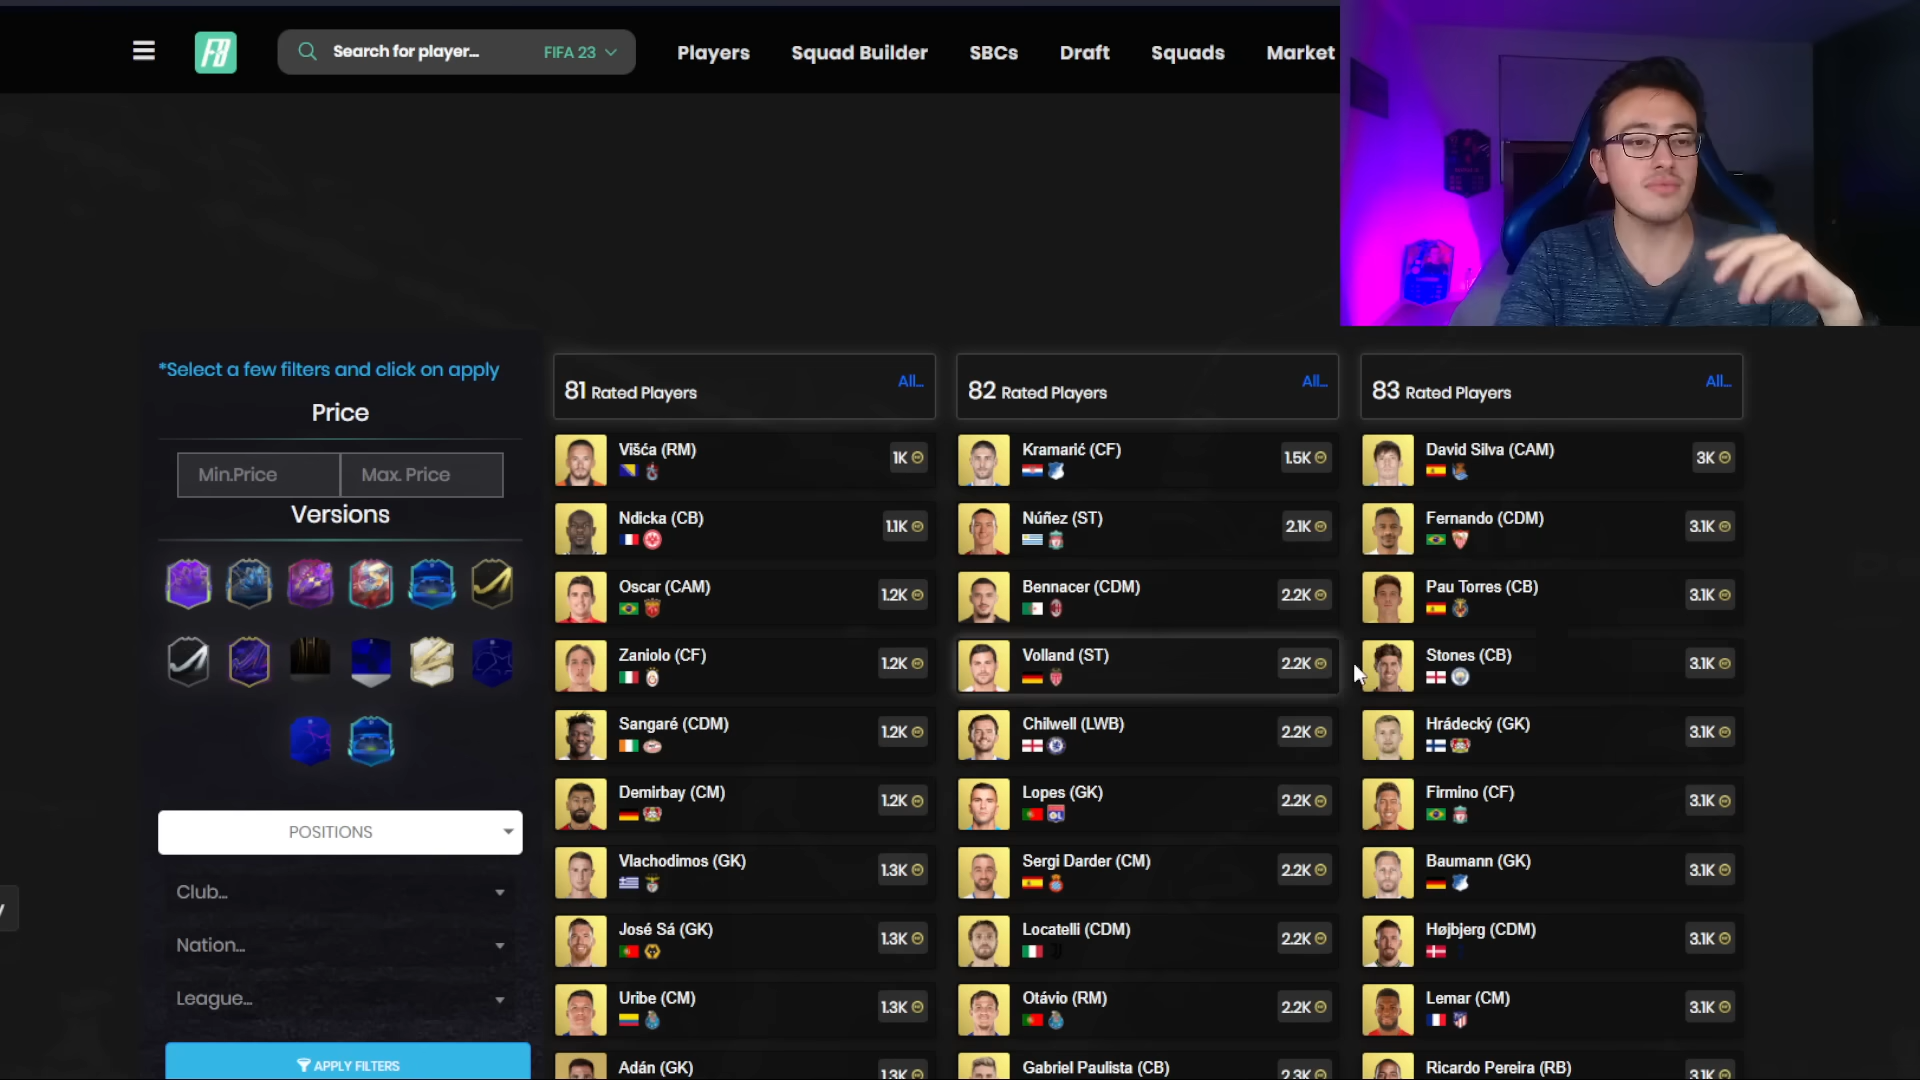 Search for player...
FIFA 23
Players
Squad Builder
SBCs
Draft
Squads
Market
*Select a few filters and click on apply
Price
Min.Price
Max. Price
Versions
POSITIONS
Club...
Nation...
League...
APPLY FILTERS
81 Rated Players
All...
Višća (RM)
1K
Ndicka (CB)
1.1K
Oscar (CAM)
1.2K
Zaniolo (CF)
1.2K
Sangaré (CDM)
1.2K
Demirbay (CM)
1.2K
Vlachodimos (GK)
1.3K
José Sá (GK)
1.3K
Uribe (CM)
1.3K
Adán (GK)
1.3K
82 Rated Players
All...
Kramarić (CF)
1.5K
Núñez (ST)
2.1K
Bennacer (CDM)
2.2K
Volland (ST)
2.2K
Chilwell (LWB)
2.2K
Lopes (GK)
2.2K
Sergi Darder (CM)
2.2K
Locatelli (CDM)
2.2K
Otávio (RM)
2.2K
Gabriel Paulista (CB)
2.3K
83 Rated Players
All...
David Silva (CAM)
3K
Fernando (CDM)
3.1K
Pau Torres (CB)
3.1K
Stones (CB)
3.1K
Hrádecký (GK)
3.1K
Firmino (CF)
3.1K
Baumann (GK)
3.1K
Højbjerg (CDM)
3.1K
Lemar (CM)
3.1K
Ricardo Pereira (RB)
3.1K